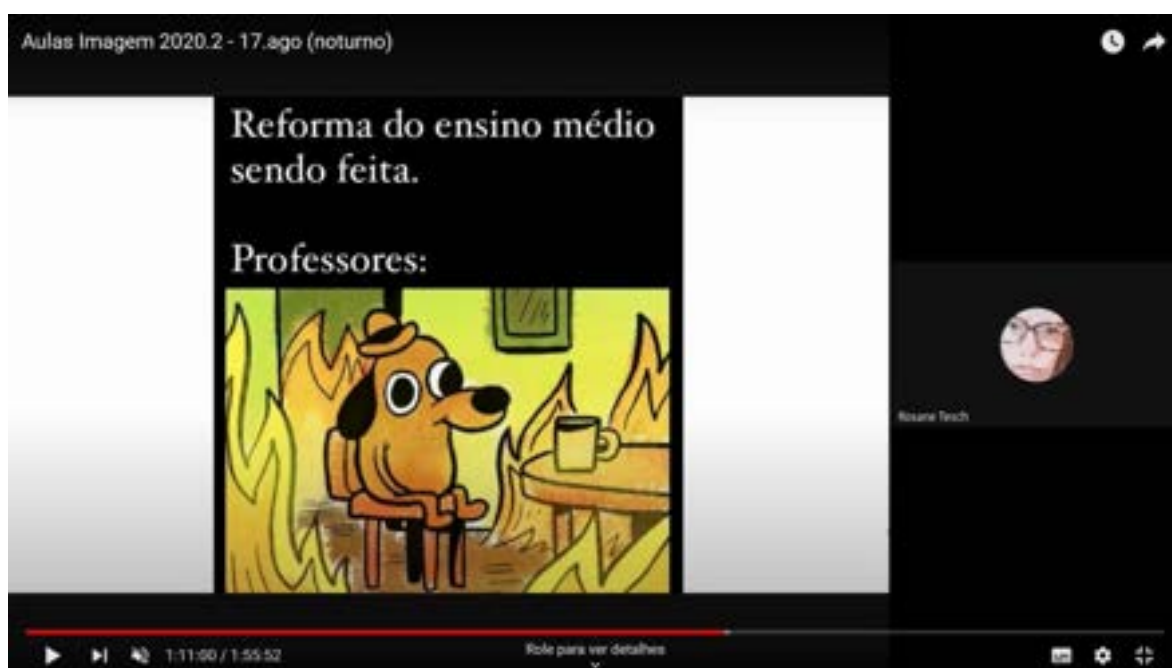 Aulas Imagem 2020.2 - 17.ago (noturno)
Reforma do ensino médio
sendo feita.
Professores:
Rosane Tesch
1:11:00 / 1:55:52
Role para ver detalhes